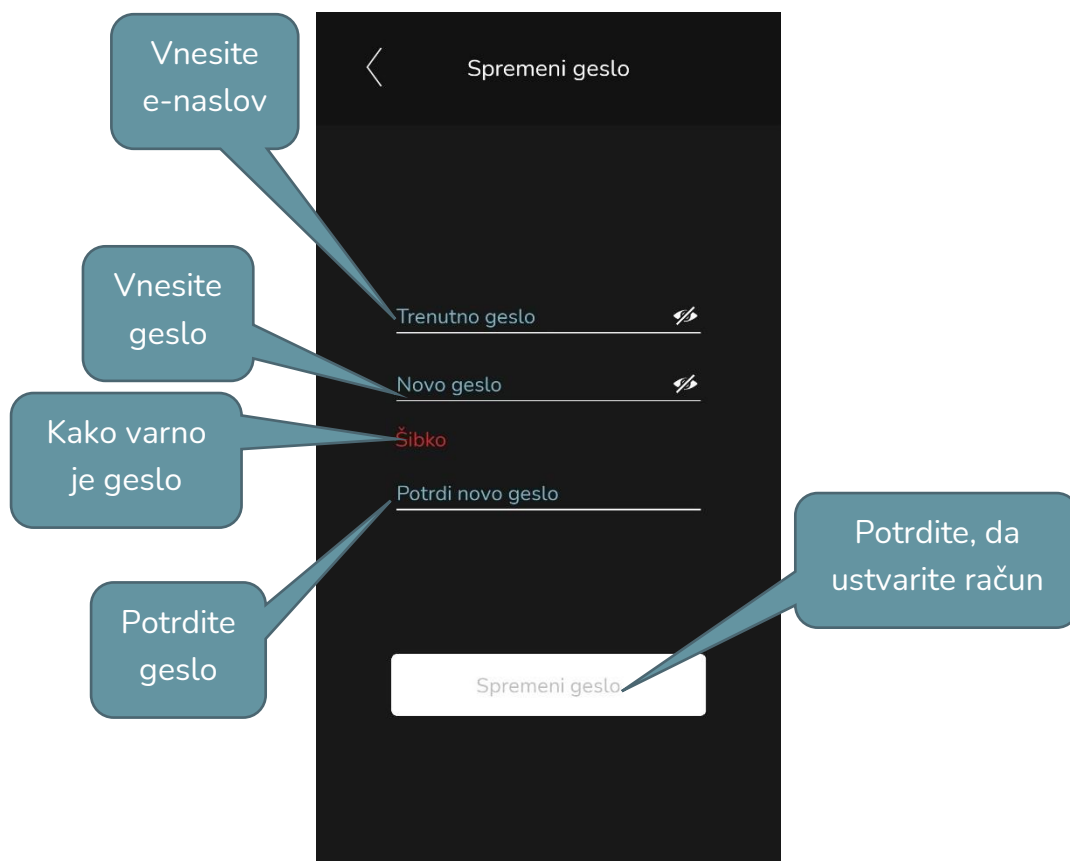 Vnesite
e-naslov
Spremeni geslo
Vnesite
geslo
Trenutno geslo
Novo geslo
Kako varno
je geslo
Šibko
Potrdi novo geslo
Potrdite, da
ustvarite račun
Potrdite
geslo
Spremeni geslo